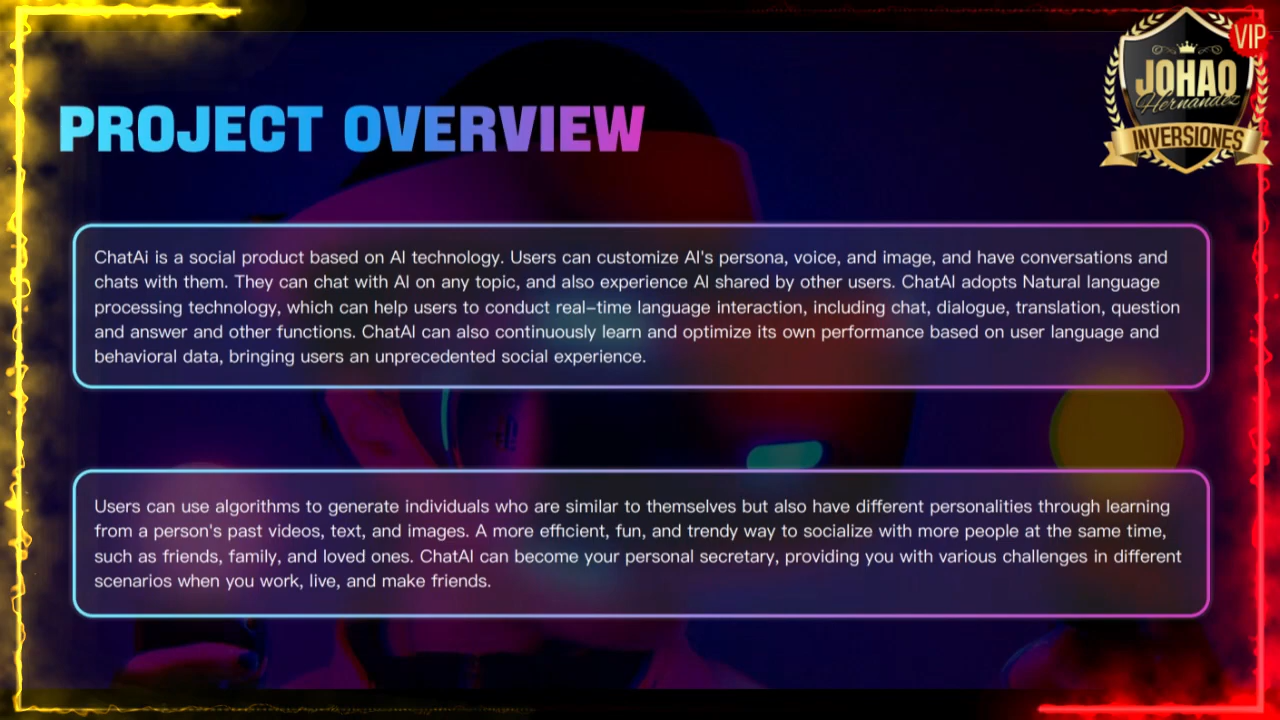 VIP
JOHAO
Hernandez
INVERSIONES
PROJECT OVERVIEW
ChatAi is a social product based on AI technology. Users can customize AI's persona, voice, and image, and have conversations and
chats with them. They can chat with AI on any topic, and also experience AI shared by other users. ChatAI adopts Natural language
processing technology, which can help users to conduct real-time language interaction, including chat, dialogue, translation, question
and answer and other functions. ChatAI can also continuously learn and optimize its own performance based on user language and
behavioral data, bringing users an unprecedented social experience.
Users can use algorithms to generate individuals who are similar to themselves but also have different personalities through learning
from a person's past videos, text, and images. A more efficient, fun, and trendy way to socialize with more people at the same time,
such as friends, family, and loved ones. ChatAI can become your personal secretary, providing you with various challenges in different
scenarios when you work, live, and make friends.